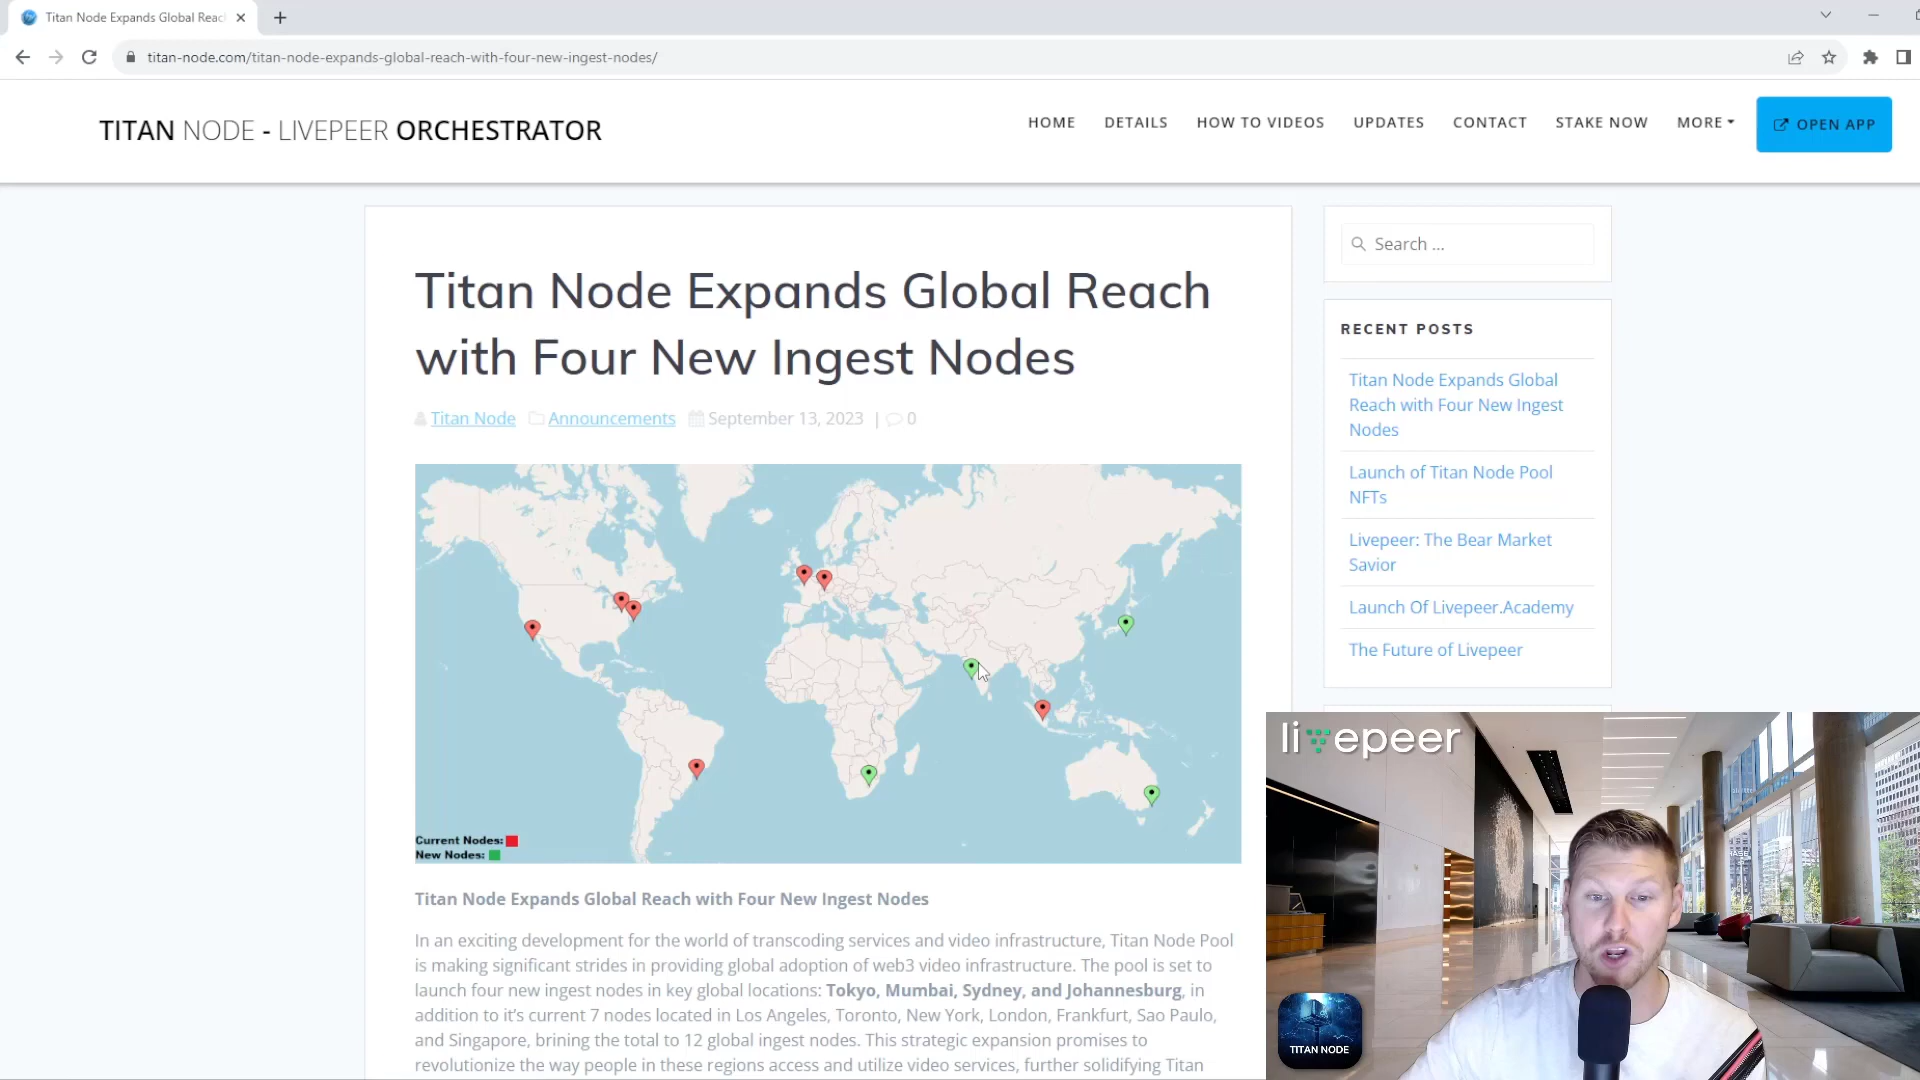 Titan Node Expands Global Reac
titan-node.com/titan-node-expands-global-reach-with-four-new-ingest-nodes/
TITAN NODE - LIVEPEER ORCHESTRATOR
HOME
DETAILS
HOW TO VIDEOS
UPDATES
CONTACT
STAKE NOW
MORE
OPEN APP
Titan Node Expands Global Reach
with Four New Ingest Nodes
Titan Node Announcements September 13, 2023 | 0
Current Nodes:
New Nodes:
Titan Node Expands Global Reach with Four New Ingest Nodes
In an exciting development for the world of transcoding services and video infrastructure, Titan Node Pool
is making significant strides in providing global adoption of web3 video infrastructure. The pool is set to
launch four new ingest nodes in key global locations: Tokyo, Mumbai, Sydney, and Johannesburg, in
addition to it's current 7 nodes located in Los Angeles, Toronto, New York, London, Frankfurt, Sao Paulo,
and Singapore, brining the total to 12 global ingest nodes. This strategic expansion promises to
revolutionize the way people in these regions access and utilize video services, further solidifying Titan
Search ...
RECENT POSTS
Titan Node Expands Global
Reach with Four New Ingest
Nodes
Launch of Titan Node Pool
NFTs
Livepeer: The Bear Market
Savior
Launch Of Livepeer.Academy
The Future of Livepeer
livepeer
TITAN NODE